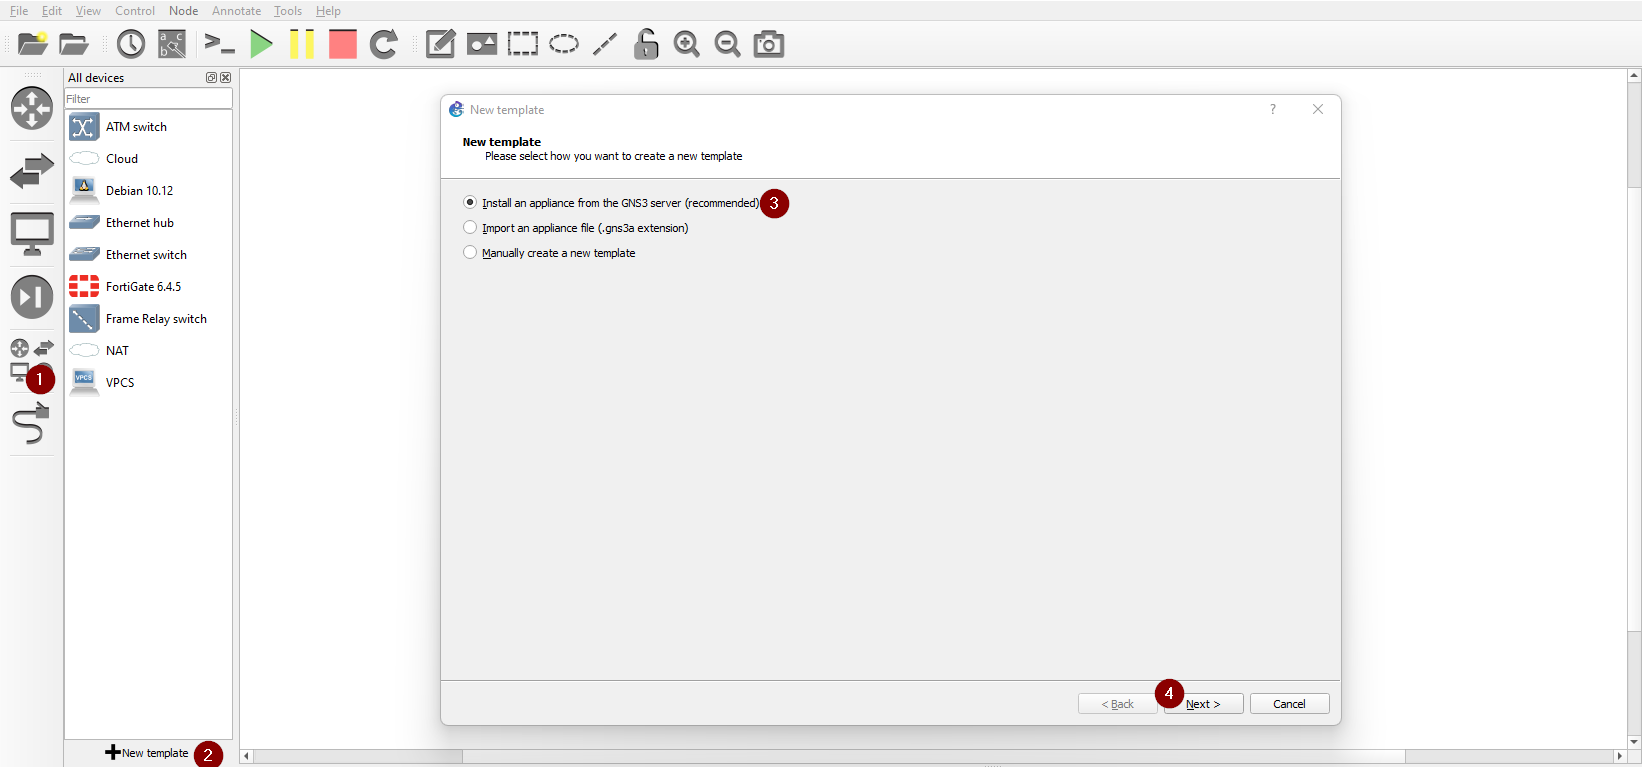 File Edit View Control Node Annotate Tools Help
All devices
Filter
ATM switch
Cloud
Debian 10.12
Ethernet hub
Ethernet switch
FortiGate 6.4.5
Frame Relay switch
NAT
VPCS
VPCS
1
New template
2
New template
?
New template
Please select how you want to create a new template
Install an appliance from the GNS3 server (recommended)
3
Import an appliance file (.gns3a extension)
Manually create a new template
4
< Back
Next >
Cancel
a c
b